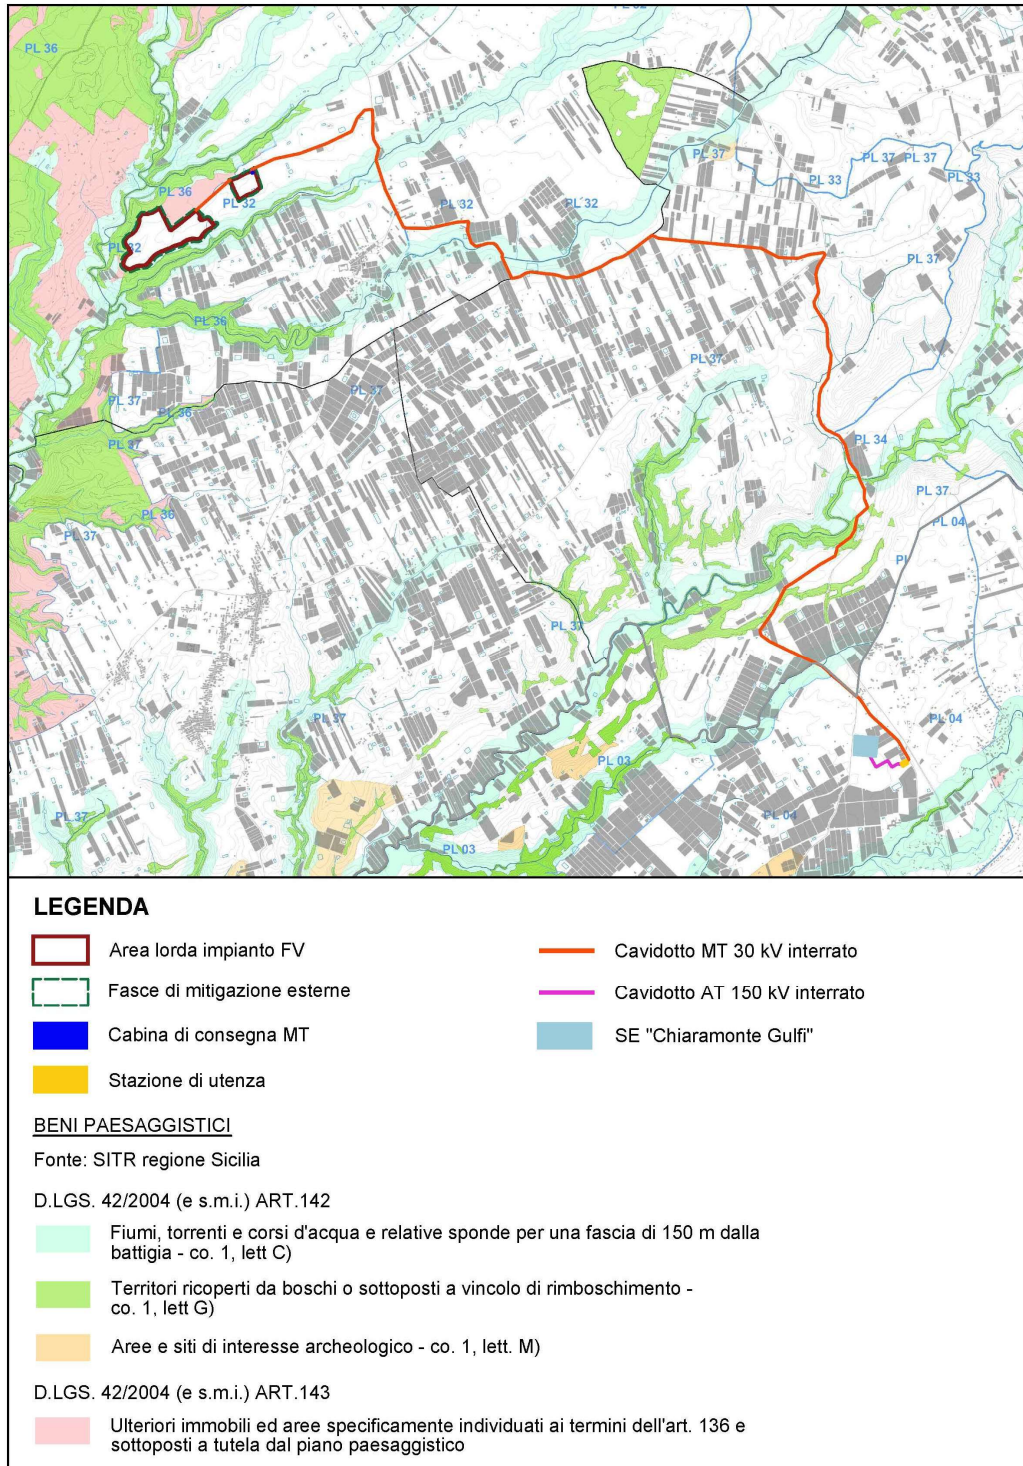 PL 36
PL 32
PL 36
PL 32
PL 32
PL 32
PL 32
PL 37
PL 37
PL 37
PL 33
PL 33
PL 37
PL 36
PL 37
PL 37
PL 37
PL 36
PL 37
PL 34
PL 36
PL 37
PL 37
PL 04
PL 37
PL 37
PL 04
PL 03
PL 37
PL 04
PL 03
LEGENDA
Area lorda impianto FV
Fasce di mitigazione esterne
Cabina di consegna MT
Stazione di utenza
Cavidotto MT 30 kV interrato
Cavidotto AT 150 kV interrato
SE "Chiaramonte Gulfi"
BENI PAESAGGISTICI
Fonte: SITR regione Sicilia
D.LGS. 42/2004 (e s.m.i.) ART.142
Fiumi, torrenti e corsi d'acqua e relative sponde per una fascia di 150 m dalla
battigia - co. 1, lett C)
Territori ricoperti da boschi o sottoposti a vincolo di rimboschimento -
co. 1, lett G)
Aree e siti di interesse archeologico - co. 1, lett. M)
D.LGS. 42/2004 (e s.m.i.) ART.143
Ulteriori immobili ed aree specificamente individuati ai termini dell'art. 136 e
sottoposti a tutela dal piano paesaggistico